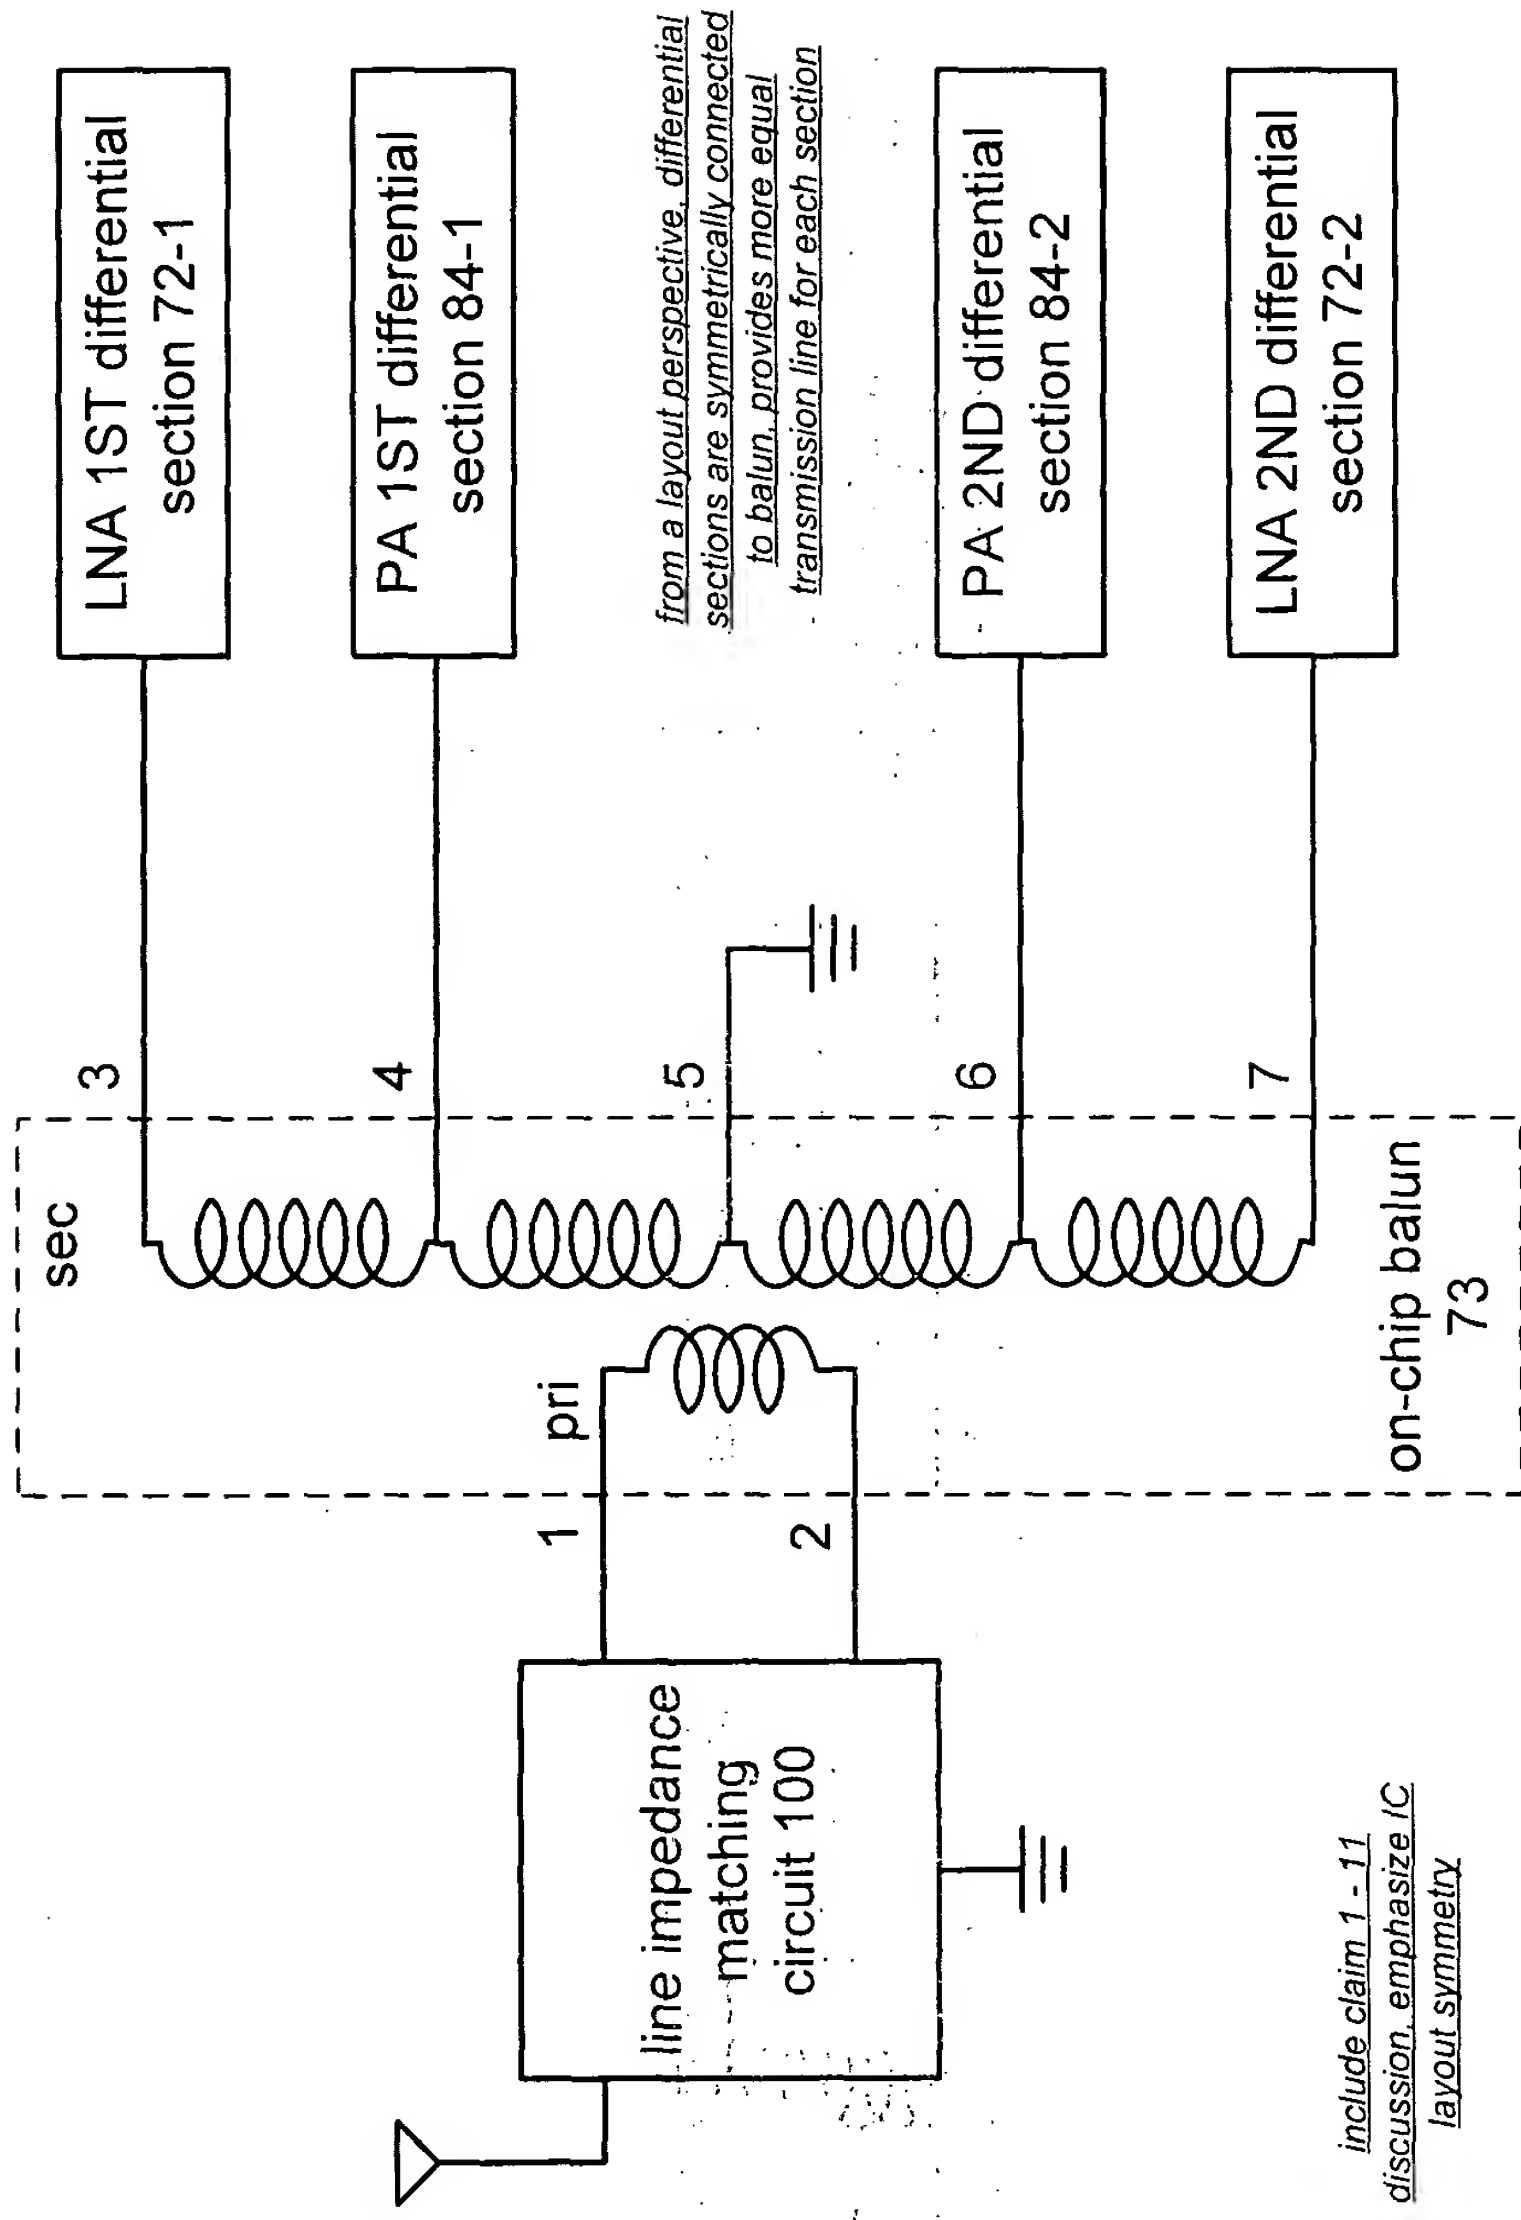 LNA 1ST differential
section 72-1
PA 1ST differential
section 84-1
from a layout perspective, differential
sections are symmetrically connected
to balun, provides more equal
transmission line for each section
PA 2ND differential
section 84-2
LNA 2ND differential
section 72-2
3
4
5
6
7
sec
pri
on-chip balun
73
1
2
line impedance
matching
circuit 100
include claim 1 - 11
discussion, emphasize IC
layout symmetry